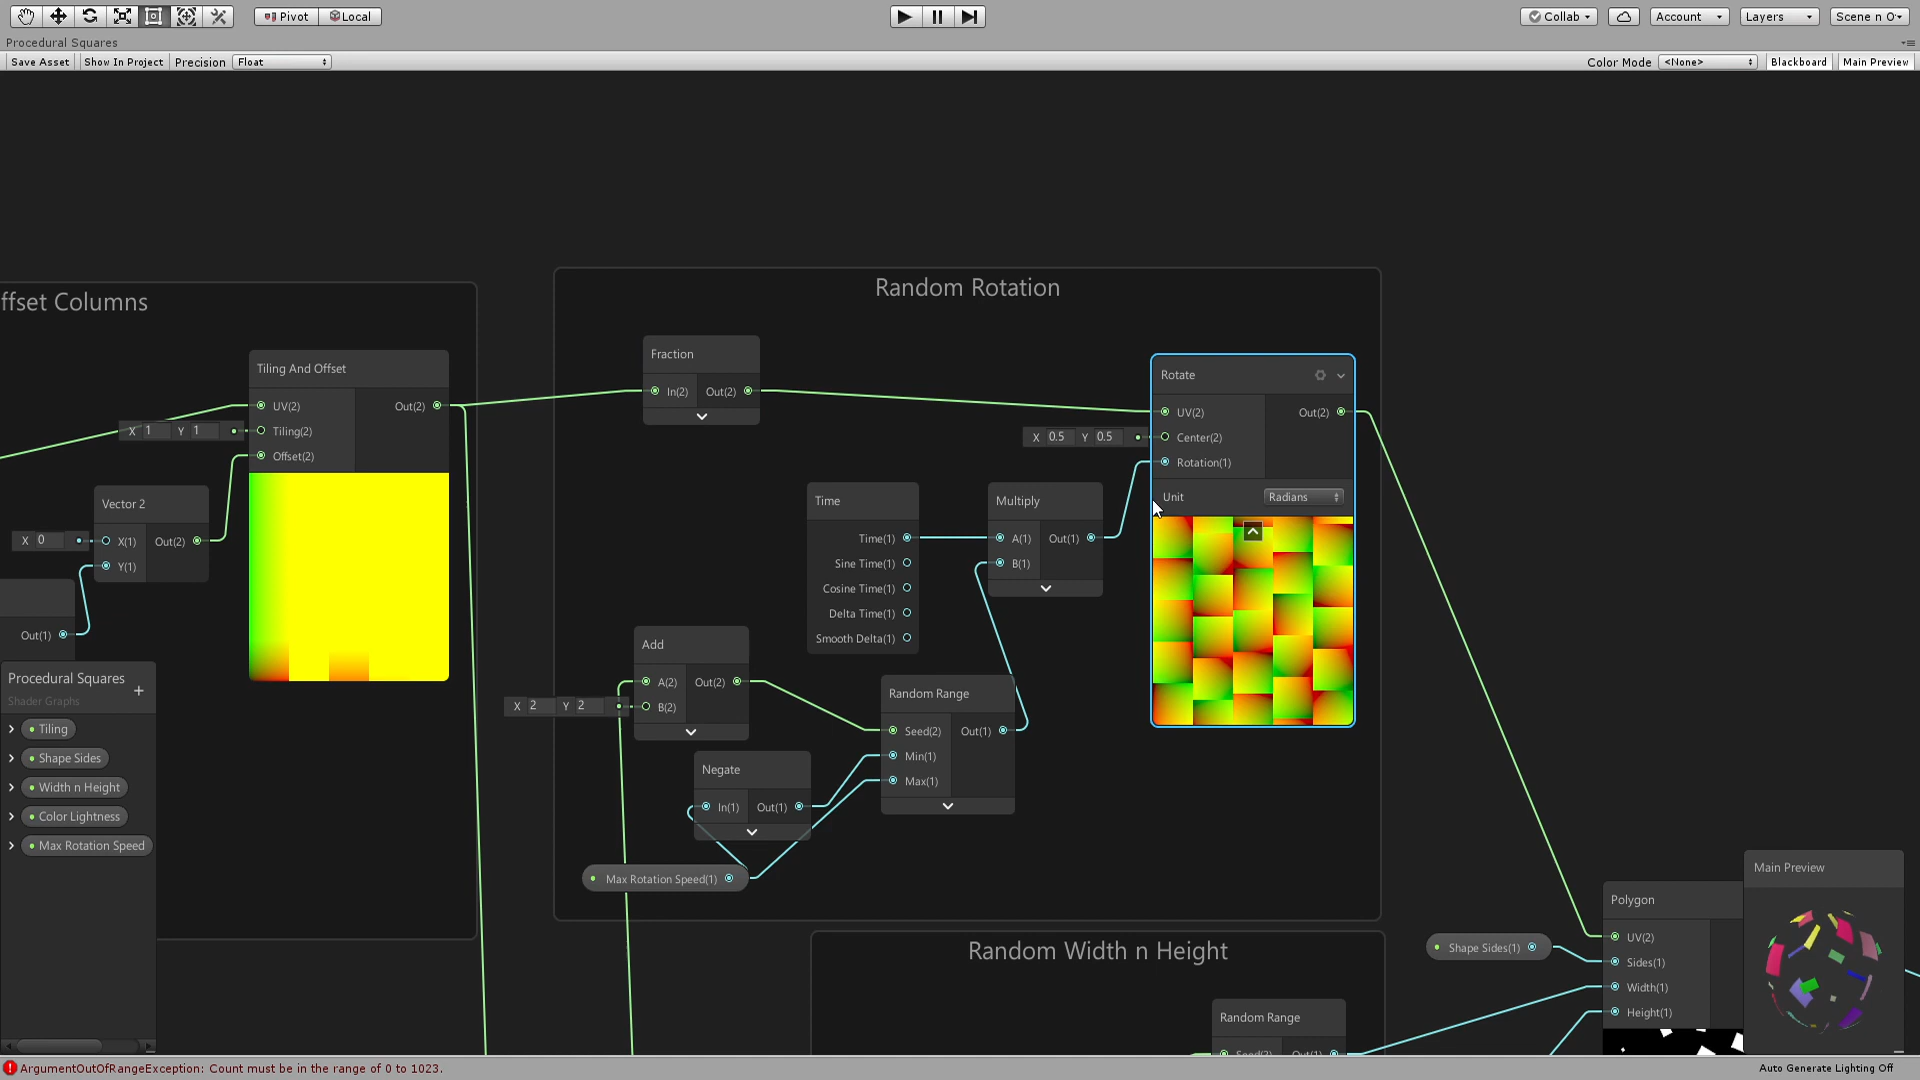 Pivot Local Collab Account Layers Scene n O
Procedural Squares
Save Asset Show In Project Precision Float Color Mode <None> Blackboard Main Preview
ffset Columns
Tiling And Offset
UV(2) Out(2)
X 1 Y 1 Tiling(2)
Offset(2)
Vector 2
X 0 X(1) Out(2)
Y(1)
Out(1)
Procedural Squares
Shader Graphs
Tiling
Shape Sides
Width n Height
Color Lightness
Max Rotation Speed
Random Rotation
Fraction
In(2) Out(2)
Rotate
UV(2) Out(2)
X 0.5 Y 0.5 Center(2)
Rotation(1)
Unit Radians
Time
Time(1)
Sine Time(1)
Cosine Time(1)
Delta Time(1)
Smooth Delta(1)
Multiply
A(1) Out(1)
B(1)
Add
A(2) Out(2)
X 2 Y 2 B(2)
Random Range
Seed(2) Out(1)
Min(1)
Max(1)
Negate
In(1) Out(1)
Max Rotation Speed(1)
Random Width n Height
Random Range
Seed(2) Out(1)
Shape Sides(1)
Polygon
UV(2)
Sides(1)
Width(1)
Height(1)
Main Preview
ArgumentOutOfRangeException: Count must be in the range of 0 to 1023.
Auto Generate Lighting Off